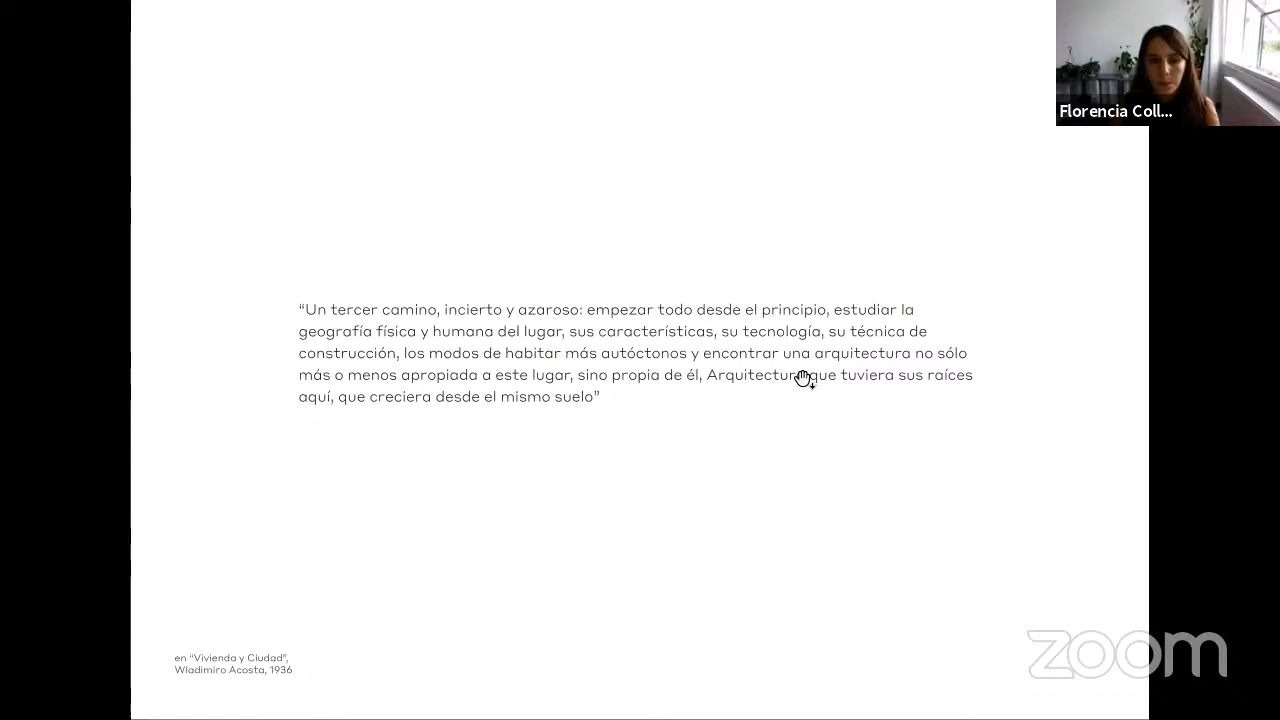 Florencia Coll...
“Un tercer camino, incierto y azaroso: empezar todo desde el principio, estudiar la
geografía física y humana del lugar, sus características, su tecnología, su técnica de
construcción, los modos de habitar más autóctonos y encontrar una arquitectura no sólo
más o menos apropiada a este lugar, sino propia de él, Arquitectura que tuviera sus raíces
aquí, que creciera desde el mismo suelo”
en “Vivienda y Ciudad”,
Wladimiro Acosta, 1936
zoom